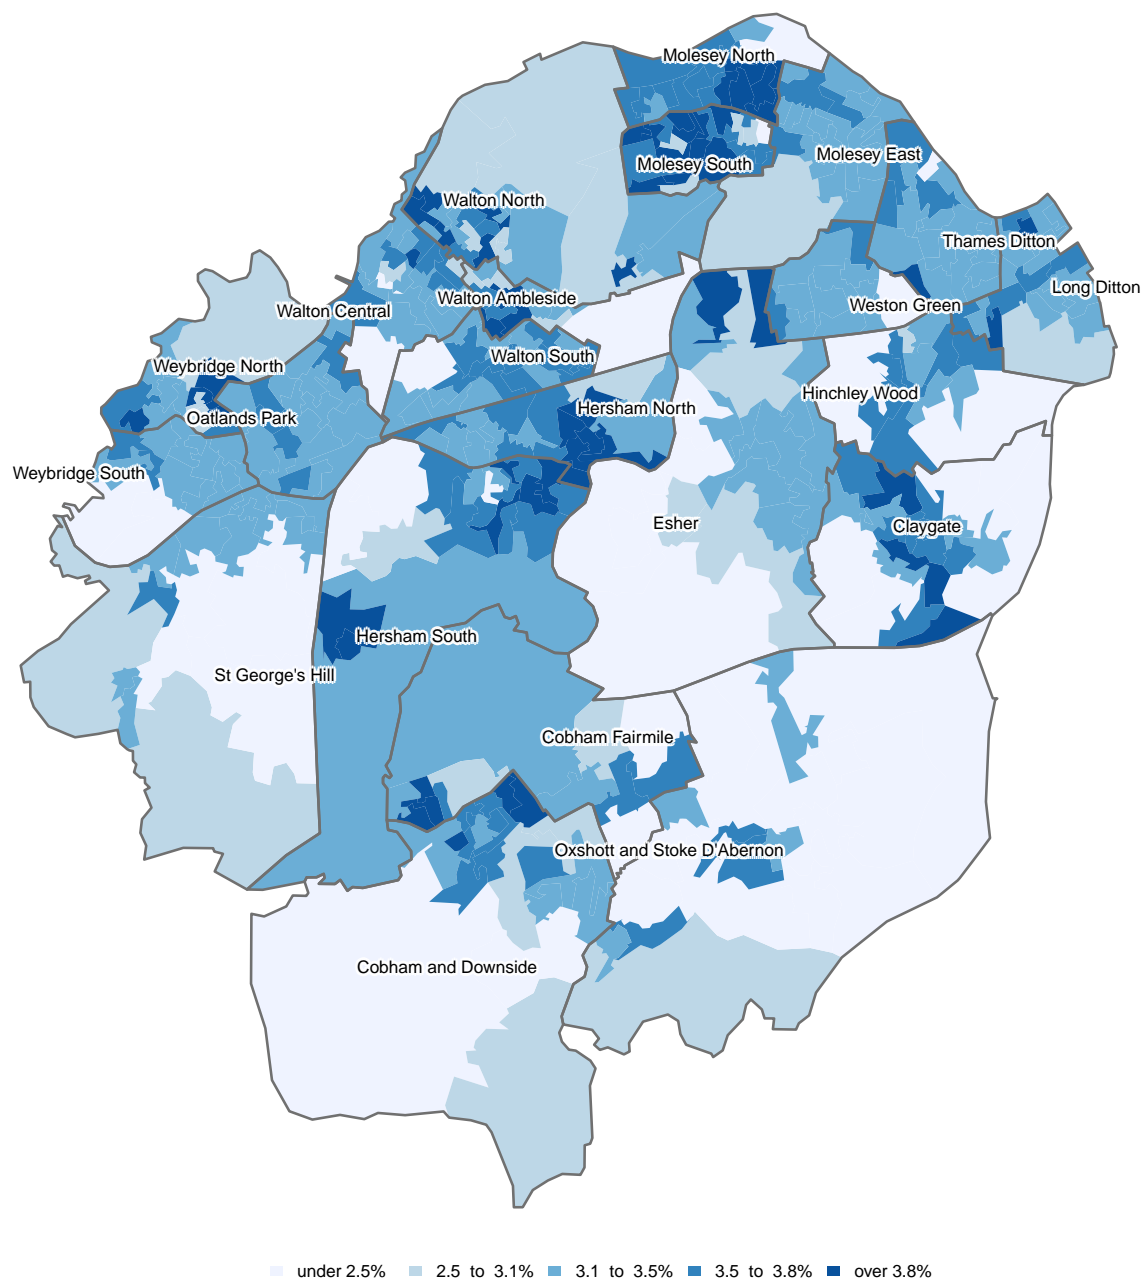 Molesey North
Molesey East
Molesey South
Walton North
Thames Ditton
Long Ditton
Walton Ambleside
Weston Green
Walton Central
Walton South
Weybridge North
Hinchley Wood
Hersham North
Oatlands Park
Weybridge South
Esher
Claygate
Hersham South
St George's Hill
Cobham Fairmile
Oxshott and Stoke D'Abernon
Cobham and Downside
under 2.5% 2.5 to 3.1% 3.1 to 3.5% 3.5 to 3.8% over 3.8%